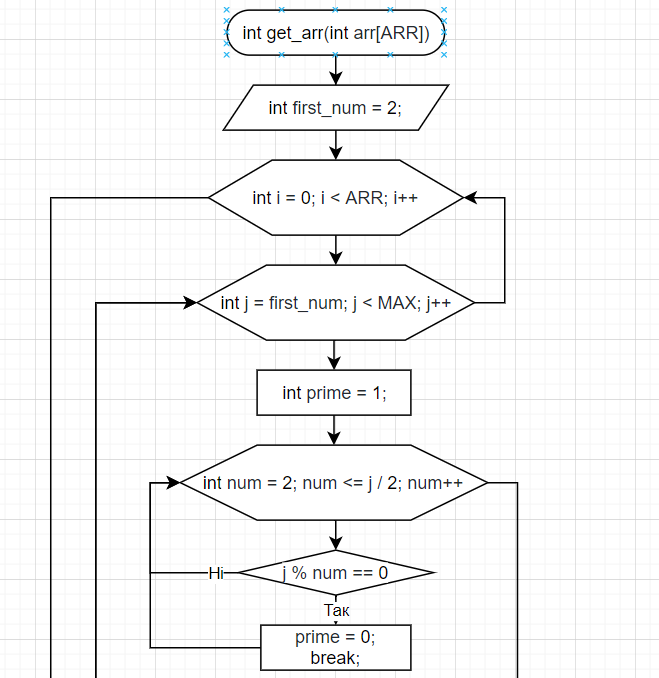 int get_arr(int arr[ARR])
int first_num = 2;
int i = 0; i < ARR; i++
int j = first_num; j < MAX; j++
int prime = 1;
int num = 2; num <= j / 2; num++
Ні
j % num == 0
Так
prime = 0;
break;